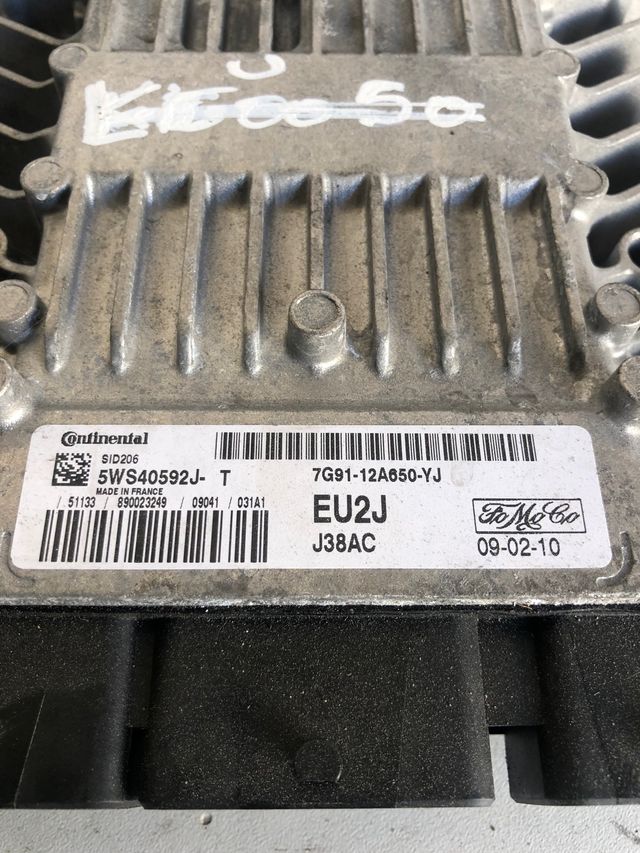 Continental
SID206
5WS40592J- T
MADE IN FRANCE
/ 51133 / 890023249 / 09041 / 031A1
7G91-12A650-YJ
EU2J
J38AC
FoMoCo
09-02-10